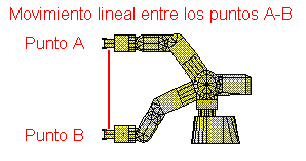 Movimiento lineal entre los puntos A-B
Punto A
Punto B